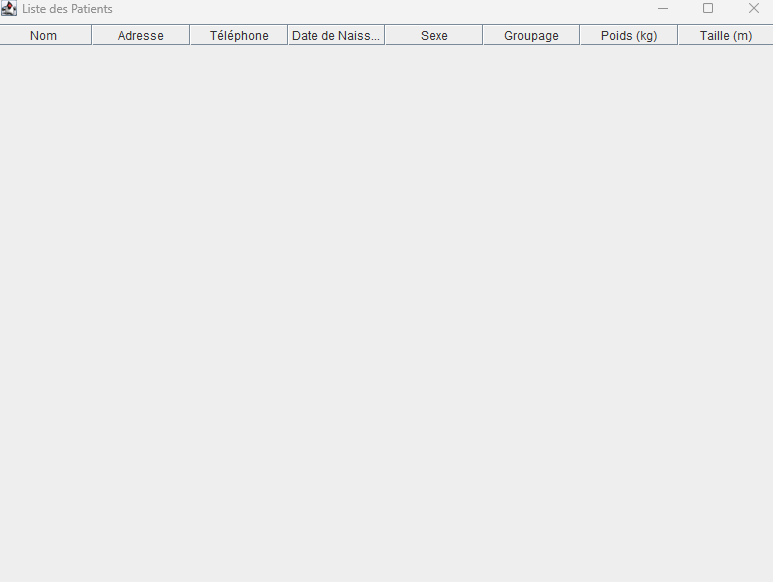 Liste des Patients
Nom Adresse Téléphone Date de Naiss... Sexe Groupage Poids (kg) Taille (m)